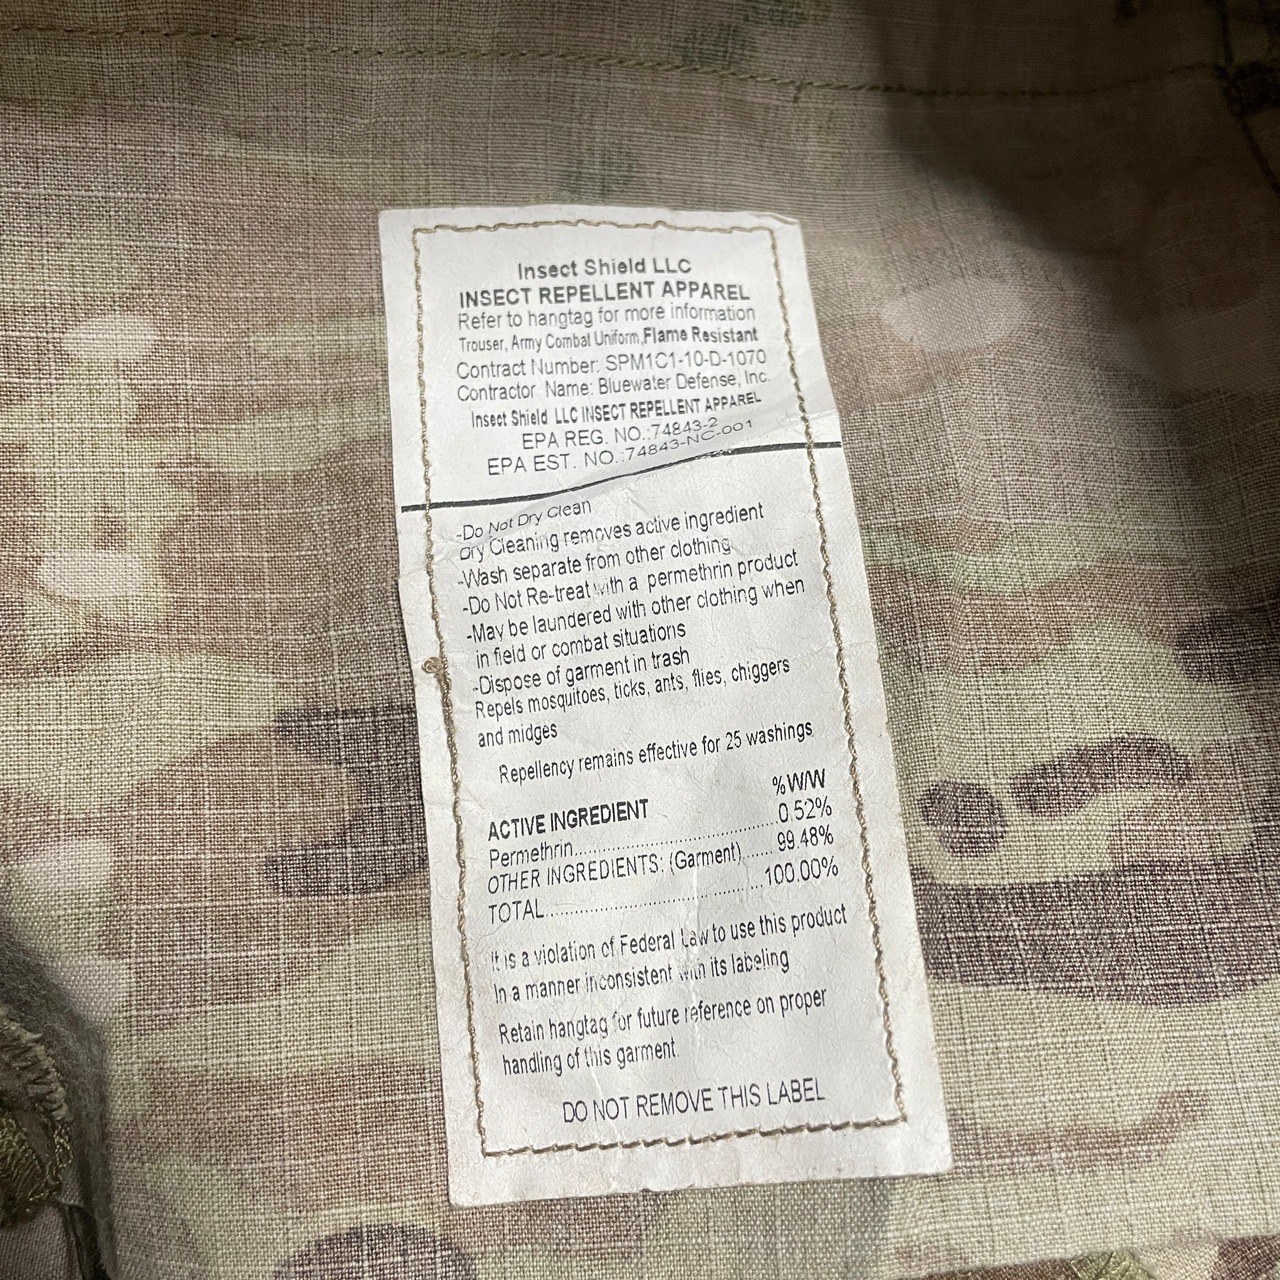 Insect Shield LLC
INSECT REPELLENT APPAREL
Refer to hangtag for more information
Trouser, Army Combat Uniform,Flame Resistant
Contract Number: SPM1C1-10-D-1070
Contractor Name: Bluewater Defense, Inc.
Insect Shield LLC INSECT REPELLENT APPAREL
EPA REG. NO.:74843-2
EPA EST. NO.:74843-NC-001
-Do Not Dry Clean
Dry Cleaning removes active ingredient
-Wash separate from other clothing
-Do Not Re-treat with a permethrin product
-May be laundered with other clothing when
in field or combat situations
-Dispose of garment in trash
Repels mosquitoes, ticks, ants, flies, chiggers
and midges
Repellency remains effective for 25 washings
%W/W
ACTIVE INGREDIENT
Permethrin..............................0.52%
OTHER INGREDIENTS: (Garment)......99.48%
TOTAL......................................100.00%
It is a violation of Federal Law to use this product
In a manner inconsistent with its labeling
Retain hangtag for future reference on proper
handling of this garment.
DO NOT REMOVE THIS LABEL